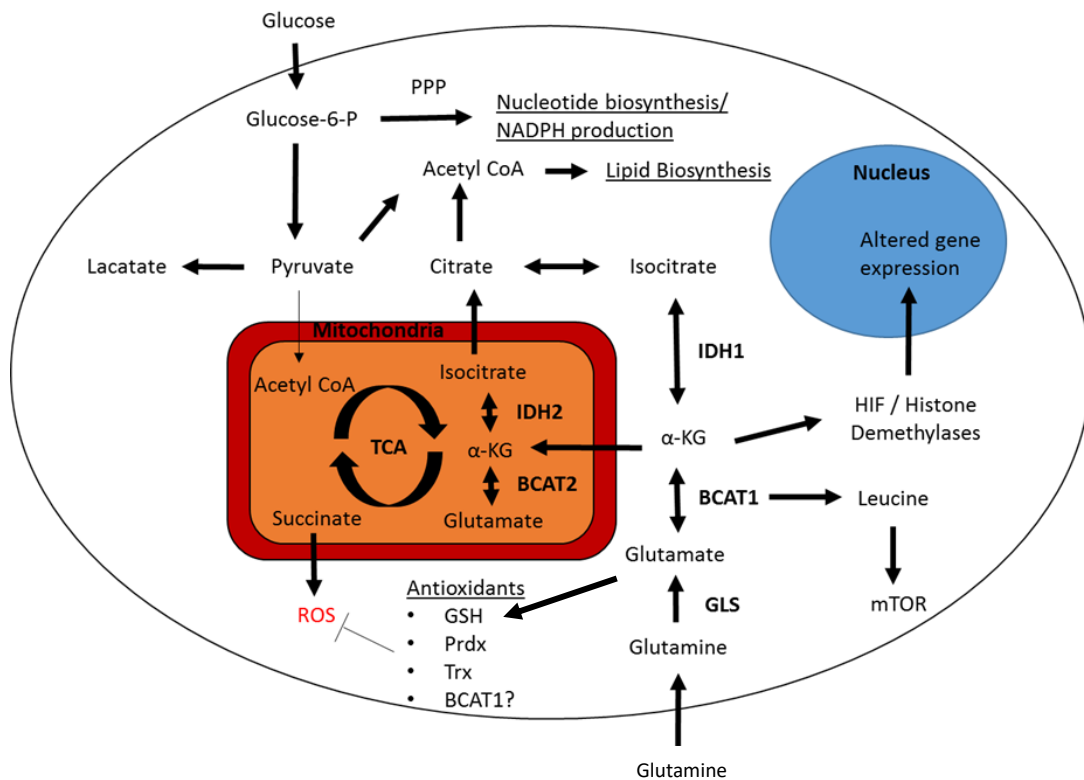 Glucose
PPP
Glucose-6-P
Nucleotide biosynthesis/
NADPH production
Acetyl CoA
Lipid Biosynthesis
Nucleus
Altered gene
expression
Lacatate
Pyruvate
Citrate
Isocitrate
Mitochondria
IDH1
Acetyl CoA
Isocitrate
IDH2
HIF / Histone
Demethylases
TCA
α-KG
α-KG
BCAT2
BCAT1
Leucine
Succinate
Glutamate
Glutamate
Antioxidants
ROS
• GSH
• Prdx
• Trx
• BCAT1?
GLS
mTOR
Glutamine
Glutamine